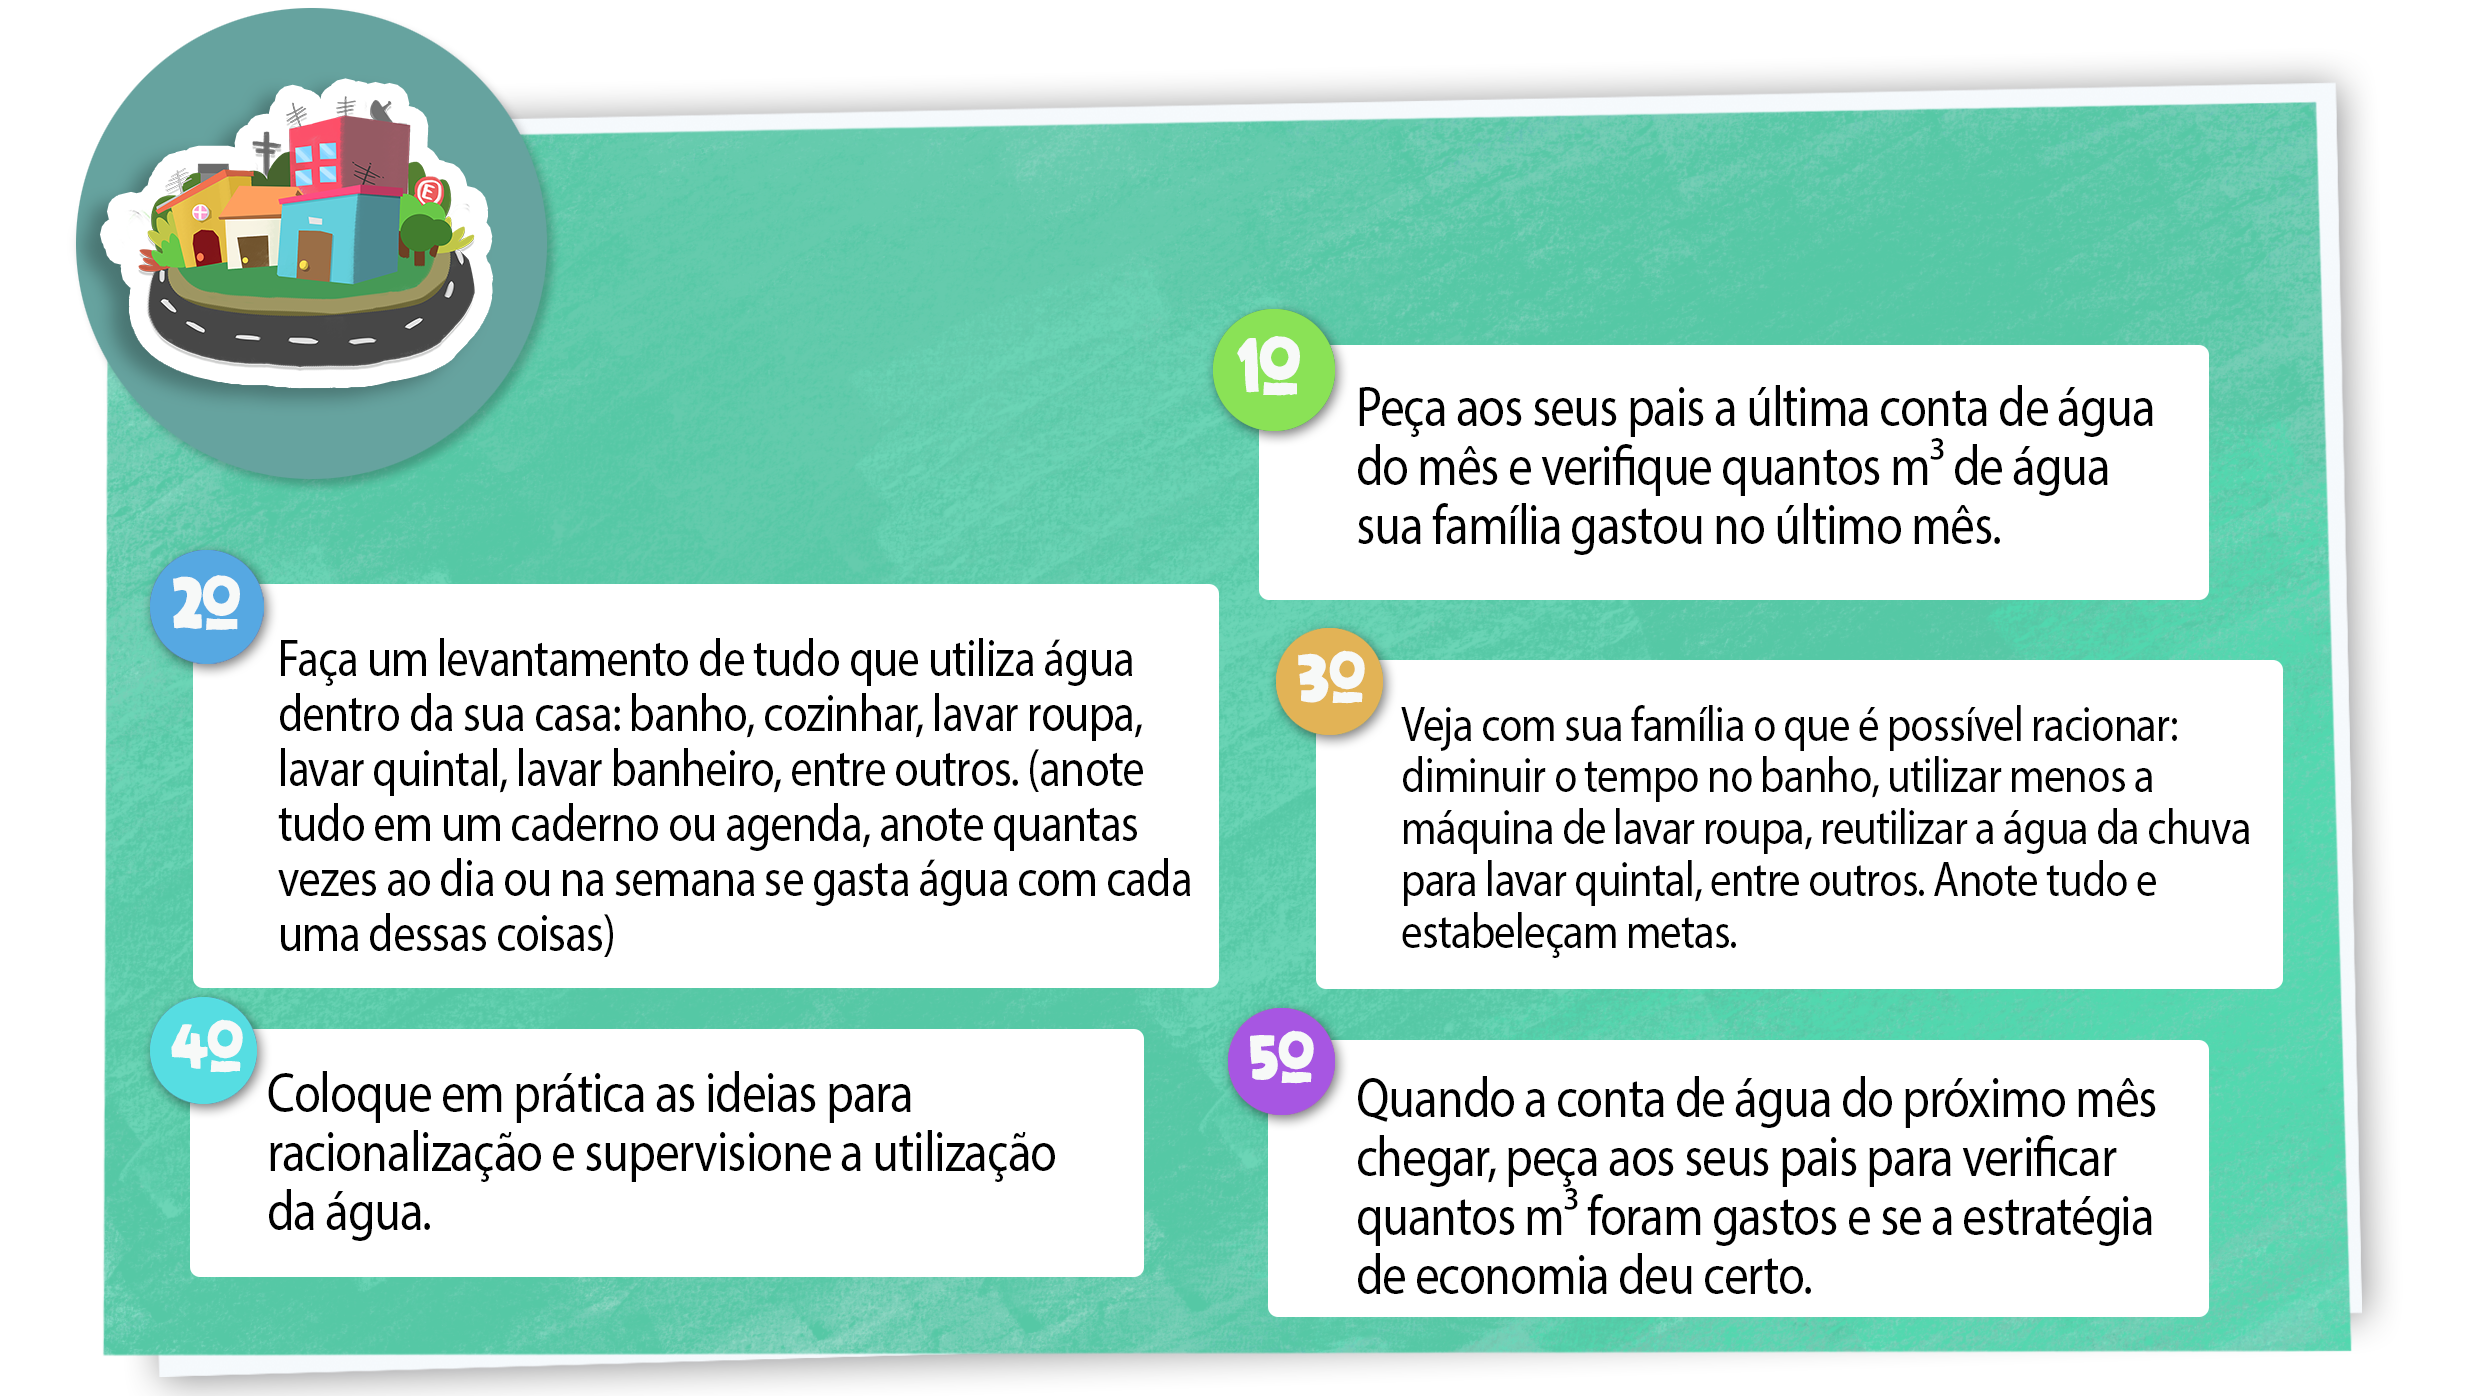 E
1º
Peça aos seus pais a última conta de água
do mês e verifique quantos m³ de água
sua família gastou no último mês.
2º
Faça um levantamento de tudo que utiliza água
dentro da sua casa: banho, cozinhar, lavar roupa,
lavar quintal, lavar banheiro, entre outros. (anote
tudo em um caderno ou agenda, anote quantas
vezes ao dia ou na semana se gasta água com cada
uma dessas coisas)
3º
Veja com sua família o que é possível racionar:
diminuir o tempo no banho, utilizar menos a
máquina de lavar roupa, reutilizar a água da chuva
para lavar quintal, entre outros. Anote tudo e
estabeleçam metas.
4º
Coloque em prática as ideias para
racionalização e supervisione a utilização
da água.
5º
Quando a conta de água do próximo mês
chegar, peça aos seus pais para verificar
quantos m³ foram gastos e se a estratégia
de economia deu certo.